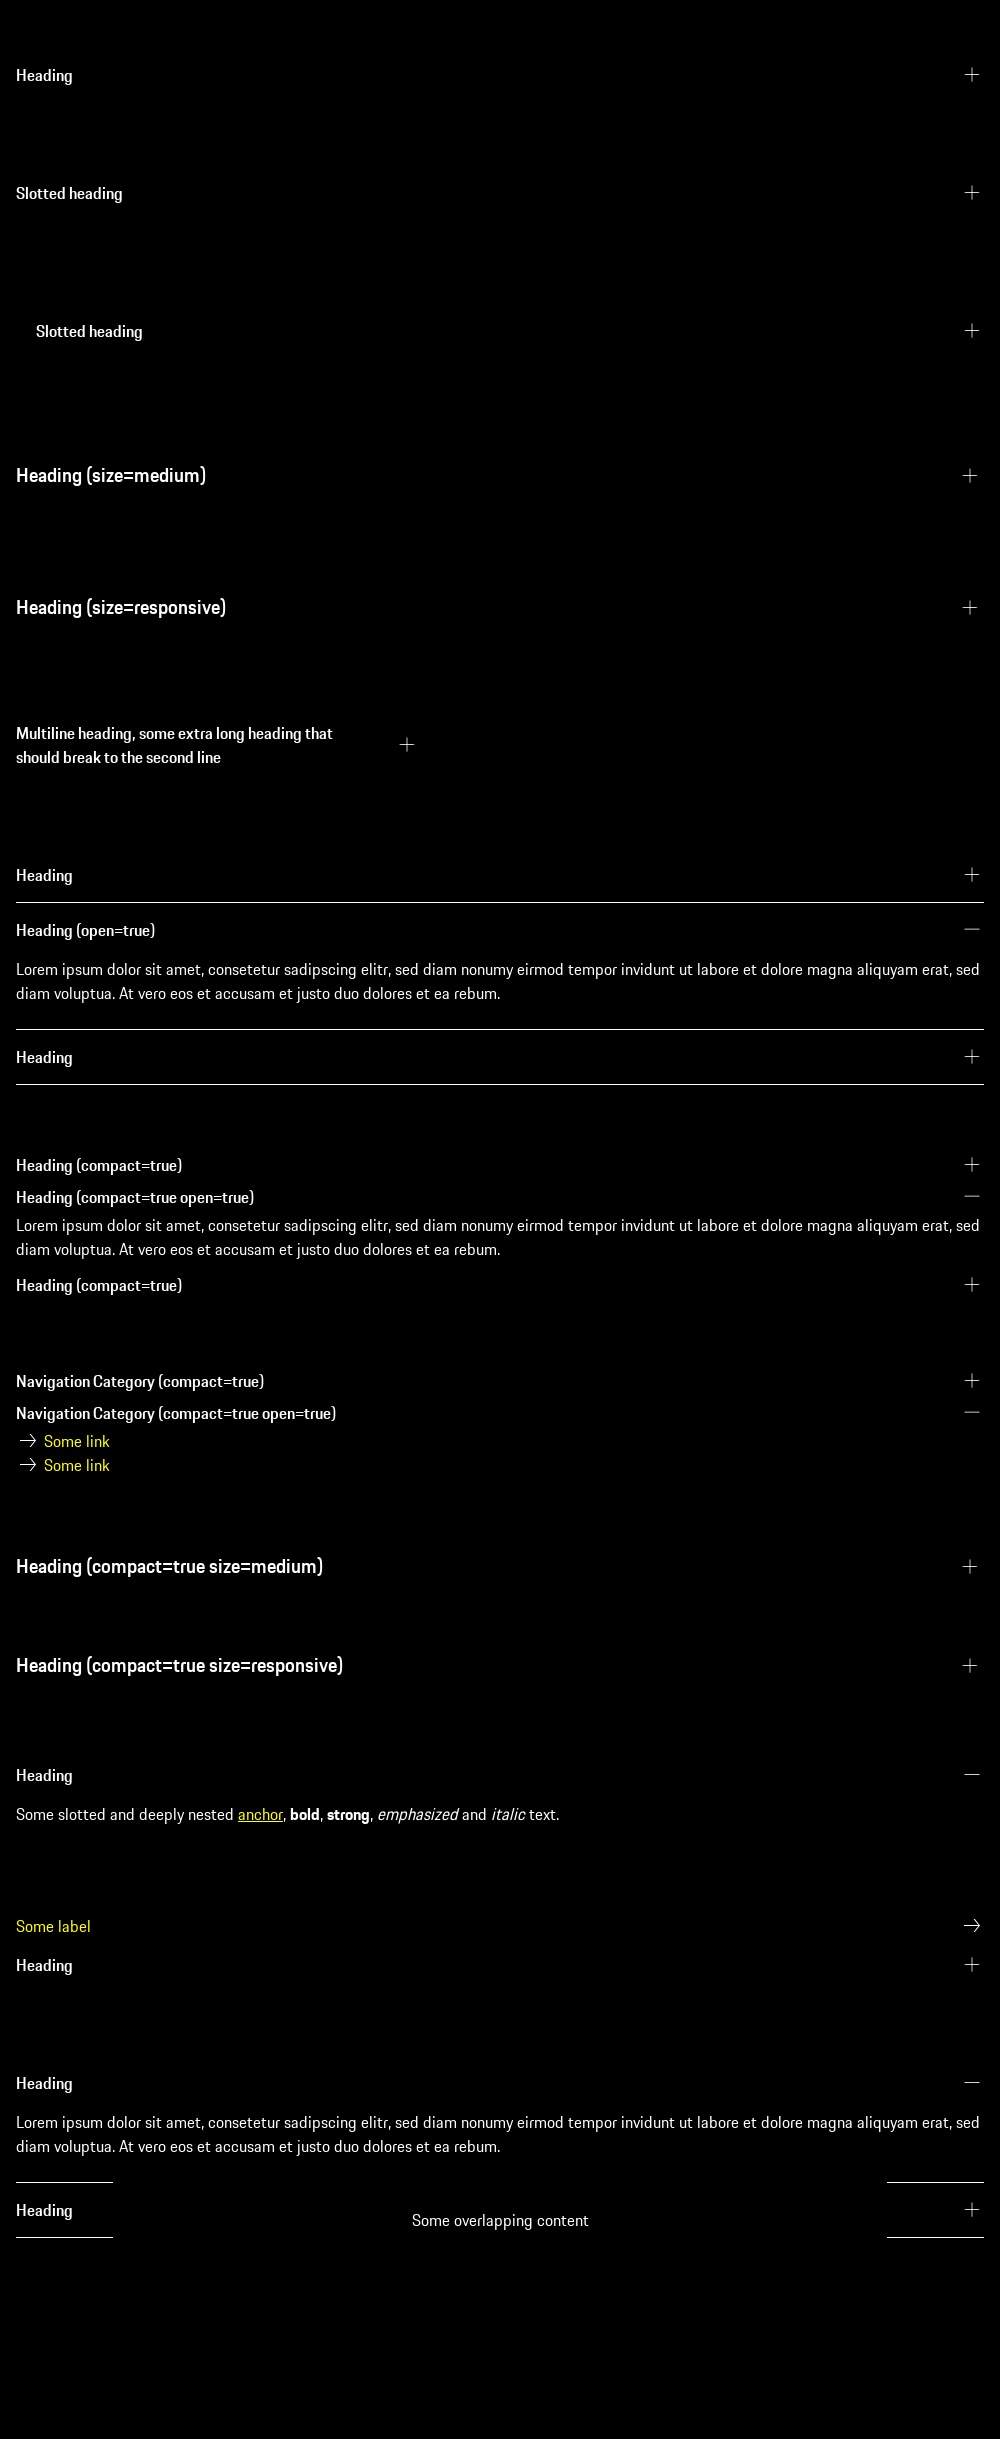 Heading
Slotted heading
Slotted heading
Heading (size=medium)
Heading (size=responsive)
Multiline heading, some extra long heading that
should break to the second line
Heading
Heading (open=true)
Lorem ipsum dolor sit amet, consetetur sadipscing elitr, sed diam nonumy eirmod tempor invidunt ut labore et dolore magna aliquyam erat, sed
diam voluptua. At vero eos et accusam et justo duo dolores et ea rebum.
Heading
Heading (compact=true)
Heading (compact=true open=true)
Lorem ipsum dolor sit amet, consetetur sadipscing elitr, sed diam nonumy eirmod tempor invidunt ut labore et dolore magna aliquyam erat, sed
diam voluptua. At vero eos et accusam et justo duo dolores et ea rebum.
Heading (compact=true)
Navigation Category (compact=true)
Navigation Category (compact=true open=true)
Some link
Some link
Heading (compact=true size=medium)
Heading (compact=true size=responsive)
Heading
Some slotted and deeply nested anchor, bold, strong, emphasized and italic text.
Some label
Heading
Heading
Lorem ipsum dolor sit amet, consetetur sadipscing elitr, sed diam nonumy eirmod tempor invidunt ut labore et dolore magna aliquyam erat, sed
diam voluptua. At vero eos et accusam et justo duo dolores et ea rebum.
Heading
Some overlapping content